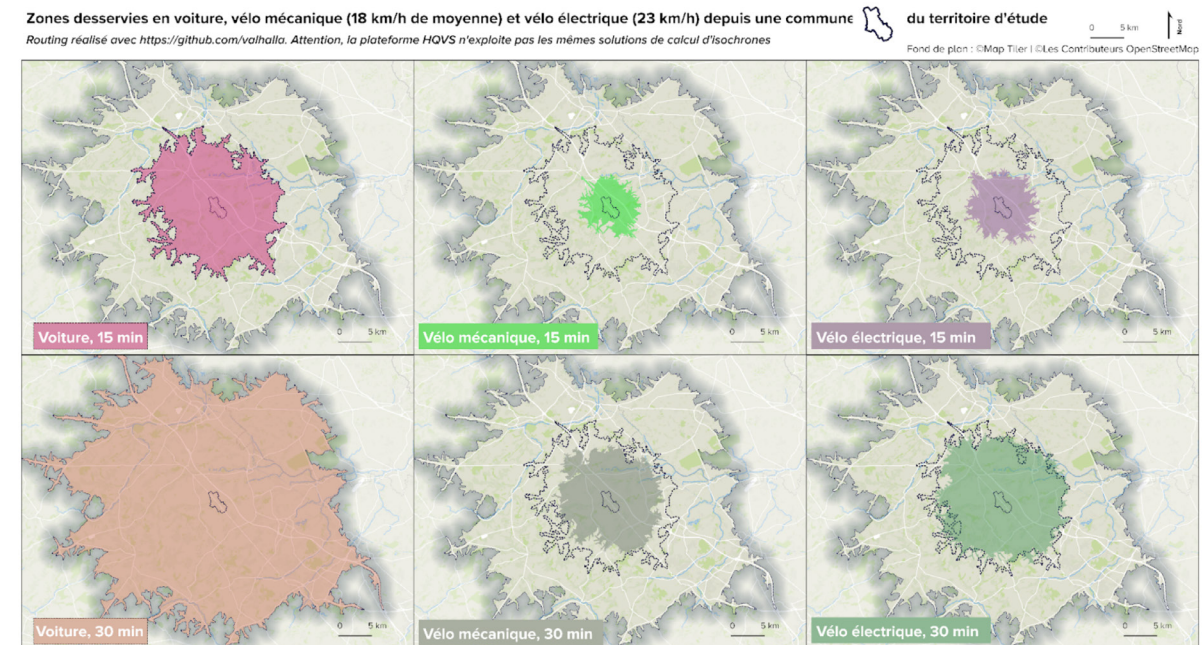 Zones desservies en voiture, vélo mécanique (18 km/h de moyenne) et vélo électrique (23 km/h) depuis une commune du territoire d'étude
Routing réalisé avec https://github.com/valhalla. Attention, la plateforme HQVS n'exploite pas les mêmes solutions de calcul d'isochrones
0 5 km
Nord
Fond de plan : ©Map Tiler | ©Les Contributeurs OpenStreetMap
Voiture, 15 min
0 5 km
Vélo mécanique, 15 min
0 5 km
Vélo électrique, 15 min
0 5 km
Voiture, 30 min
0 5 km
Vélo mécanique, 30 min
0 5 km
Vélo électrique, 30 min
0 5 km